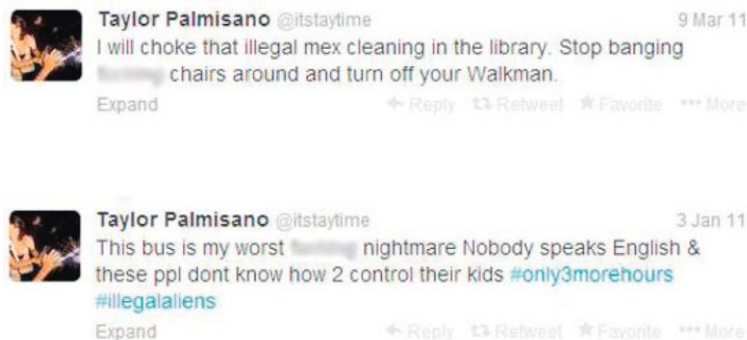 Taylor Palmisano @itstaytime 9 Mar 11
I will choke that illegal mex cleaning in the library. Stop banging
chairs around and turn off your Walkman.
Expand Reply Retweet Favorite More
Taylor Palmisano @itstaytime 3 Jan 11
This bus is my worst nightmare Nobody speaks English &
these ppl dont know how 2 control their kids #only3morehours
#illegalaliens
Expand Reply Retweet Favorite More